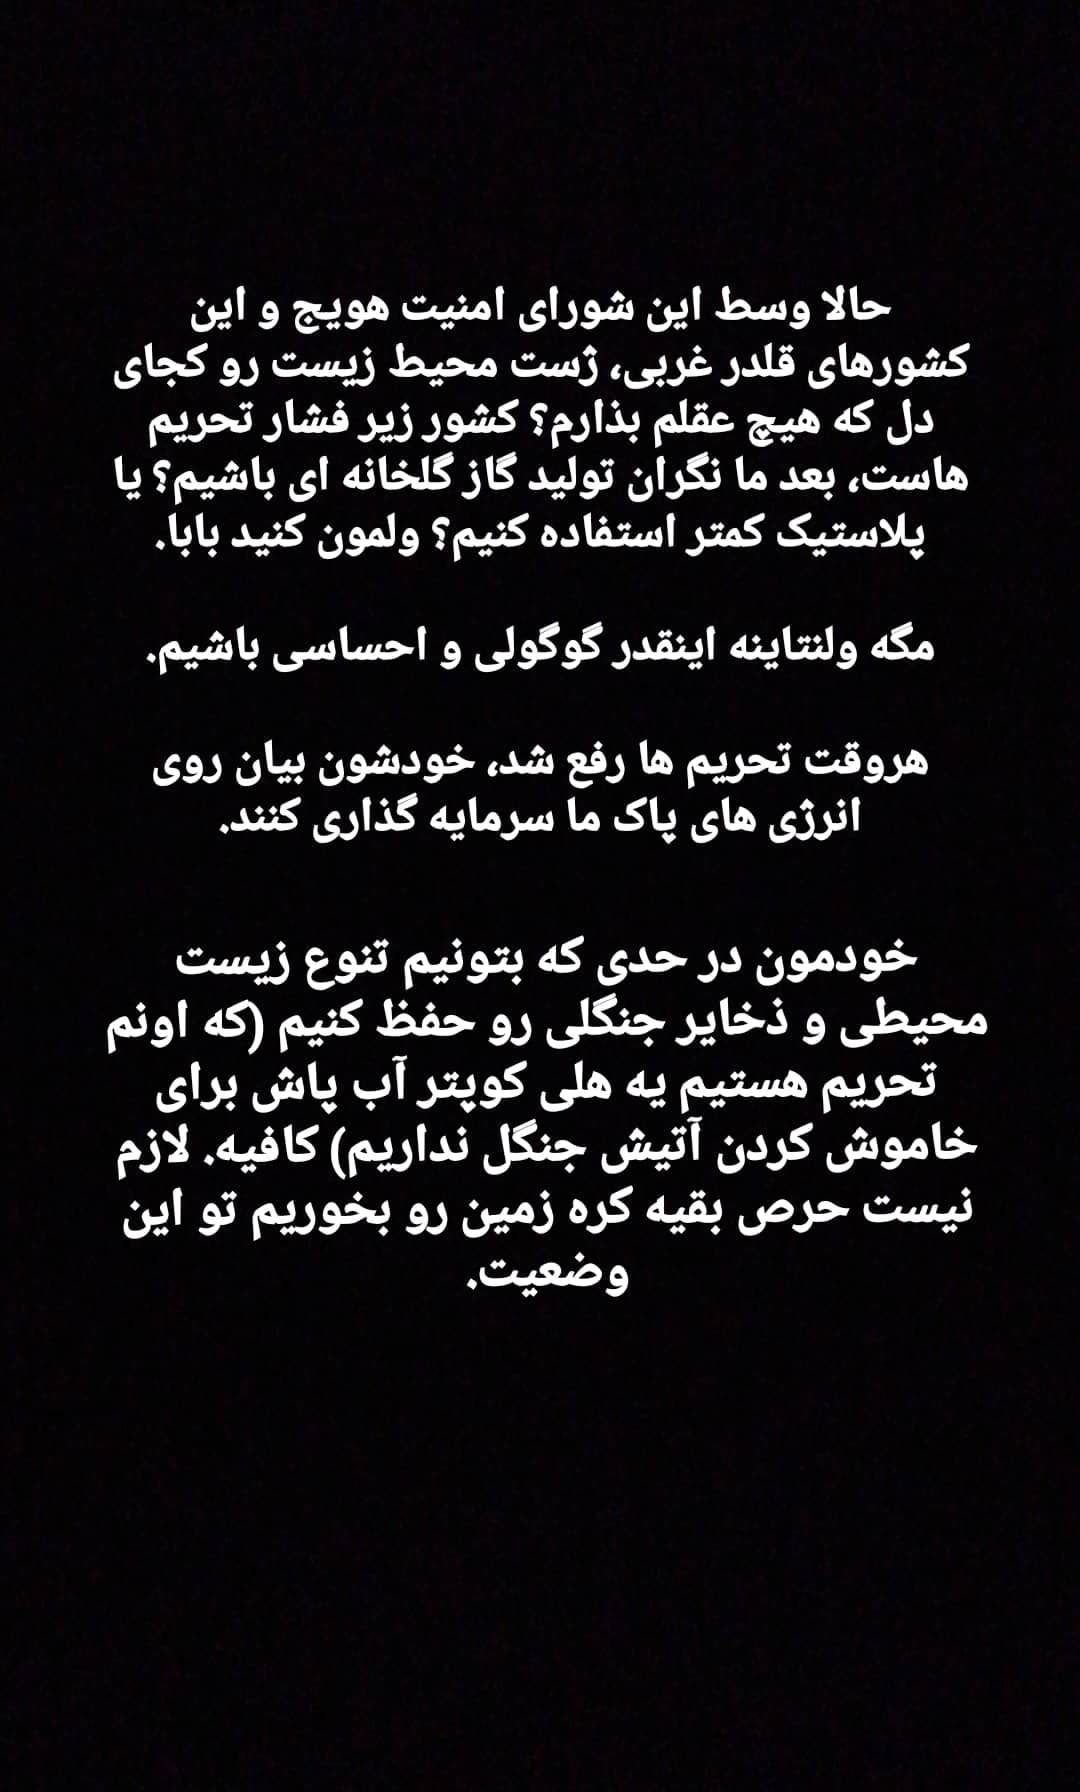 حالا وسط این شورای امنیت هویج و این
کشورهای قلدر غربی، ژست محیط زیست رو کجای
دل که هیچ عقلم بذارم؟ کشور زیر فشار تحریم
هاست، بعد ما نگران تولید گاز گلخانه ای باشیم؟ یا
پلاستیک کمتر استفاده کنیم؟ ولمون کنید بابا.
مگه ولنتاینه اینقدر گوگولی و احساسی باشیم.
هروقت تحریم ها رفع شد، خودشون بیان روی
انرژی های پاک ما سرمایه گذاری کنند.
خودمون در حدی که بتونیم تنوع زیست
محیطی و ذخایر جنگلی رو حفظ کنیم (که اونم
تحریم هستیم یه هلی کوپتر آب پاش برای
خاموش کردن آتیش جنگل نداریم) کافیه. لازم
نیست حرص بقیه کره زمین رو بخوریم تو این
وضعیت.